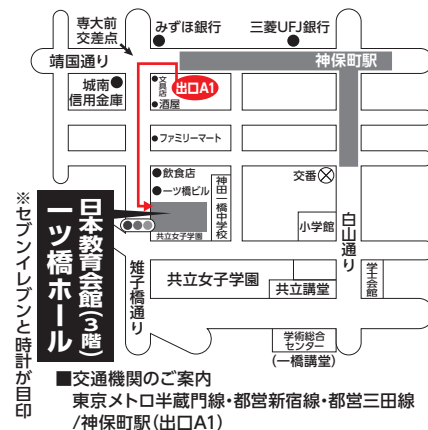 専大前
交差点
みずほ銀行
三菱UFJ銀行
靖国通り
神保町駅
城南
信用金庫
文具店
出口A1
酒屋
ファミリーマート
飲食店
一ツ橋ビル
神田一橋中学校
交番
共立女子学園
小学館
白山通り
日本教育会館(3階)
一ツ橋ホール
※セブンイレブンと時計が目印
雉子橋通り
共立女子学園
共立講堂
学士会館
学術総合
センター
(一橋講堂)
■交通機関のご案内
東京メトロ半蔵門線・都営新宿線・都営三田線
/神保町駅(出口A1)